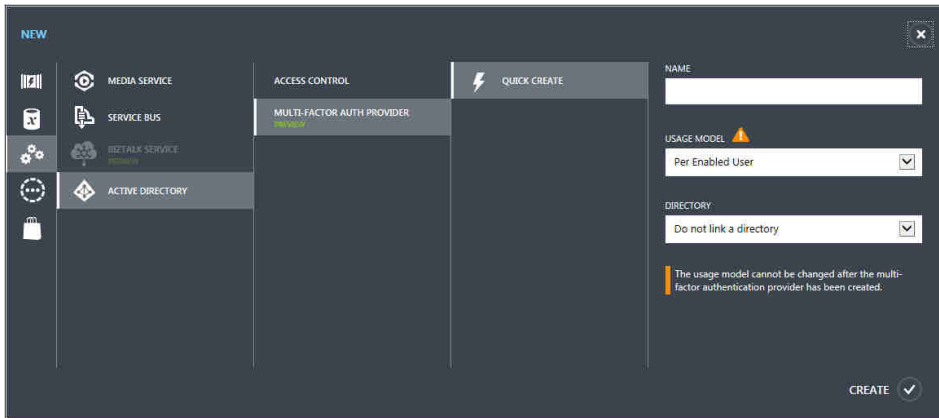 NEW
MEDIA SERVICE
SERVICE BUS
BIZTALK SERVICE
PREVIEW
ACTIVE DIRECTORY
ACCESS CONTROL
MULTI-FACTOR AUTH PROVIDER
PREVIEW
QUICK CREATE
NAME
USAGE MODEL
Per Enabled User
DIRECTORY
Do not link a directory
The usage model cannot be changed after the multi-
factor authentication provider has been created.
CREATE